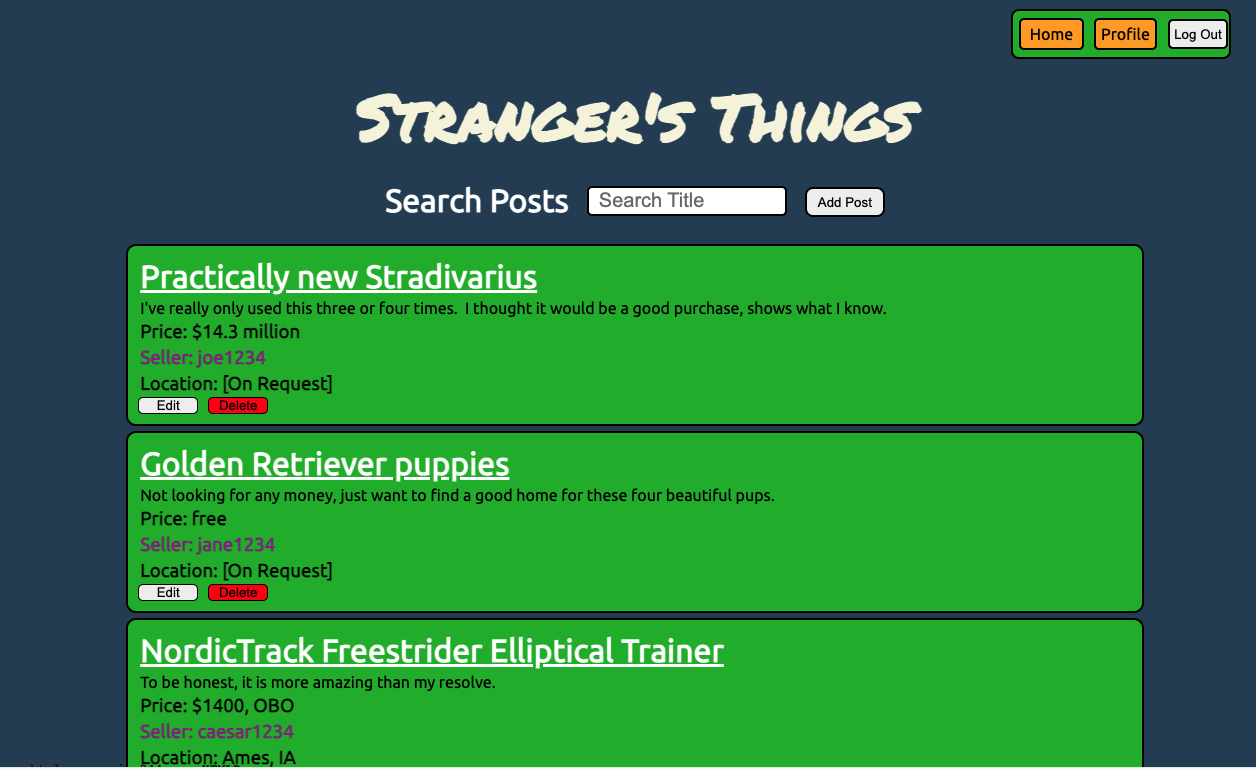 Home Profile Log Out
Stranger's Things
Search Posts Search Title Add Post
Practically new Stradivarius
I've really only used this three or four times.  I thought it would be a good purchase, shows what I know.
Price: $14.3 million
Seller: joe1234
Location: [On Request]
Edit Delete
Golden Retriever puppies
Not looking for any money, just want to find a good home for these four beautiful pups.
Price: free
Seller: jane1234
Location: [On Request]
Edit Delete
NordicTrack Freestrider Elliptical Trainer
To be honest, it is more amazing than my resolve.
Price: $1400, OBO
Seller: caesar1234
Location: Ames, IA